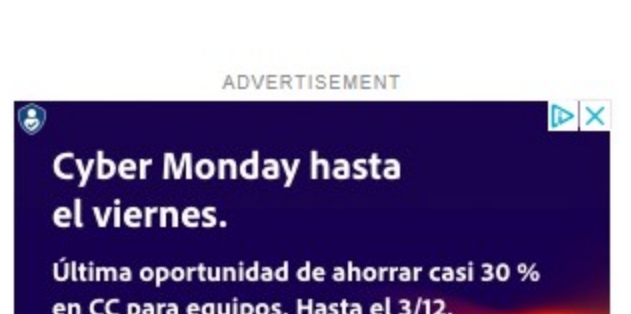 ADVERTISEMENT
Cyber Monday hasta
el viernes.
Última oportunidad de ahorrar casi 30 %
en CC para equipos. Hasta el 3/12.